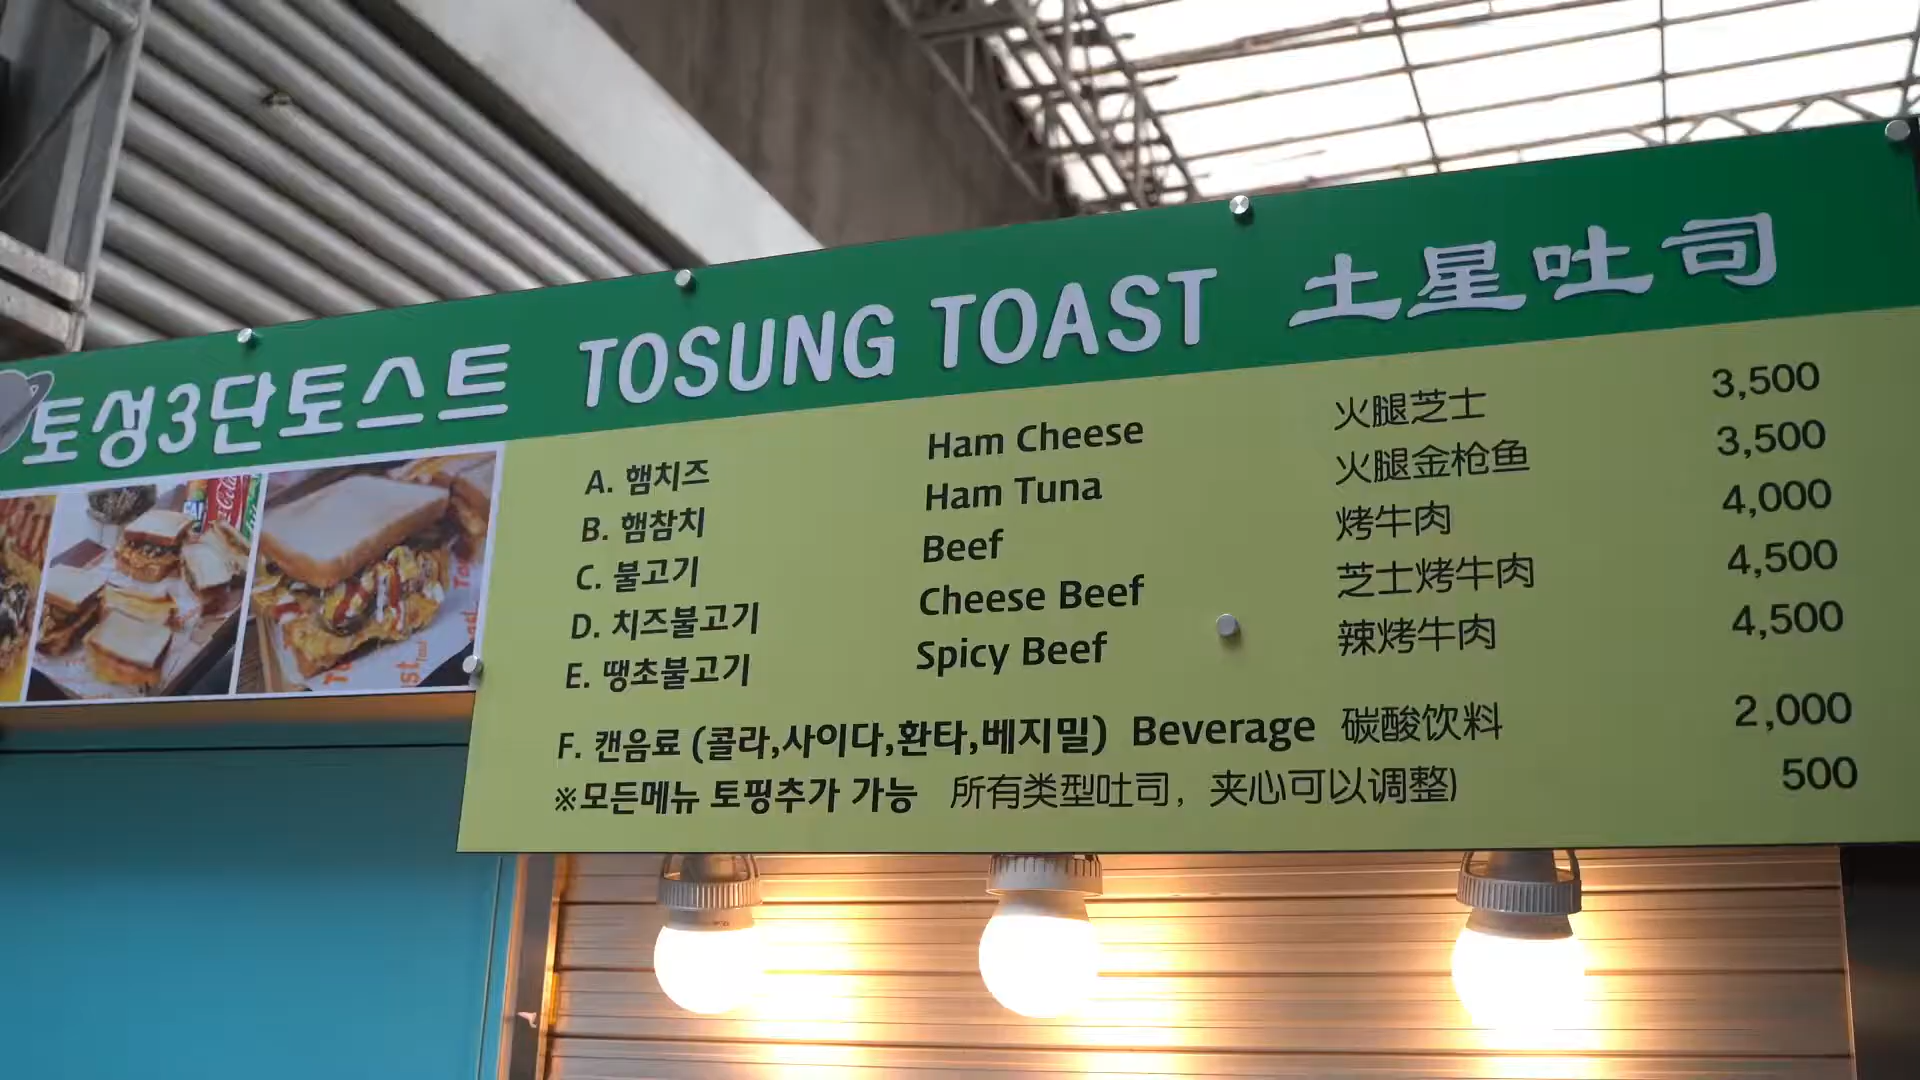 토성3단토스트 TOSUNG TOAST 土星吐司
A. 햄치즈 Ham Cheese 火腿芝士 3,500
B. 햄참치 Ham Tuna 火腿金枪鱼 3,500
C. 불고기 Beef 烤牛肉 4,000
D. 치즈불고기 Cheese Beef 芝士烤牛肉 4,500
E. 땡초불고기 Spicy Beef 辣烤牛肉 4,500
F. 캔음료 (콜라,사이다,환타,베지밀) Beverage 碳酸饮料 2,000
※모든메뉴 토핑추가 가능 所有类型吐司，夹心可以调整) 500